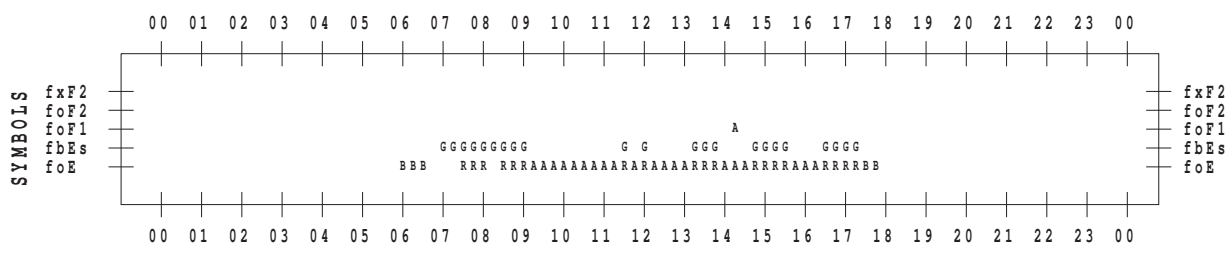 00 01 02 03 04 05 06 07 08 09 10 11 12 13 14 15 16 17 18 19 20 21 22 23 00
SYMBOLS
fxF2 fxF2
foF2 foF2
foF1 A foF1
fbEs GGGGGGGGG G G GGG GGGG GGGG fbEs
foE BBB RRR RRRAAAAAAAAARARAAAARRRAAARRRRAAARRRRBB foE
00 01 02 03 04 05 06 07 08 09 10 11 12 13 14 15 16 17 18 19 20 21 22 23 00